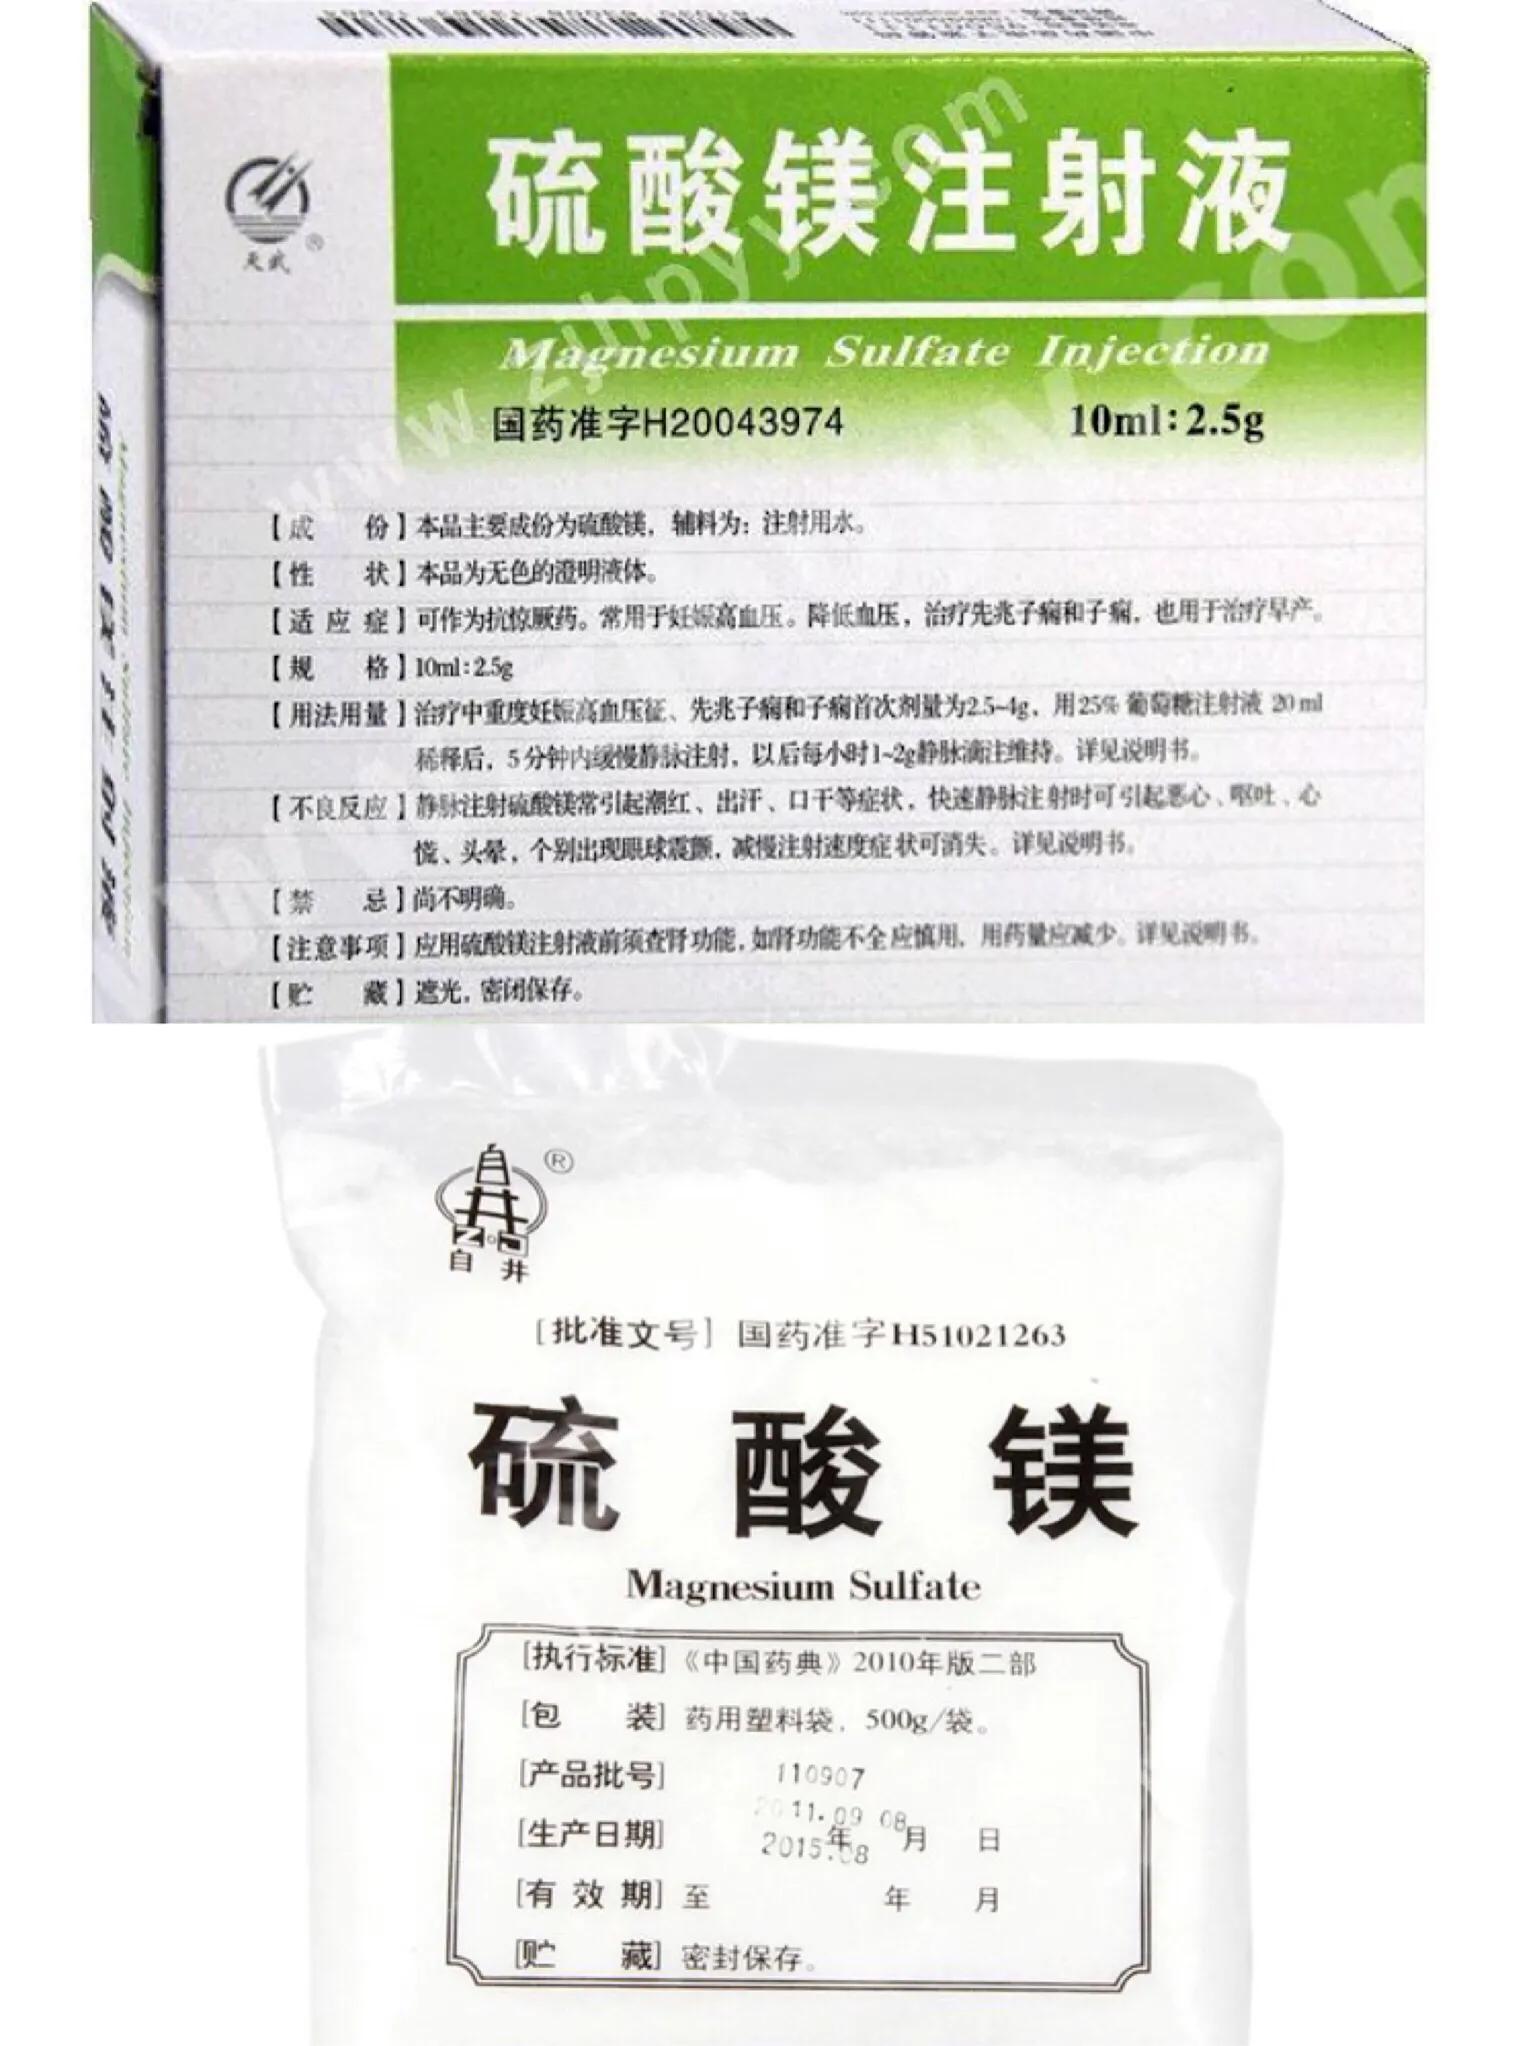 硫酸镁注射液
天武®
Magnesium Sulfate Injection
国药准字H20043974 10ml:2.5g
【成份】本品主要成份为硫酸镁，辅料为：注射用水。
【性状】本品为无色的澄明液体。
【适应症】可作为抗惊厥药。常用于妊娠高血压。降低血压，治疗先兆子痫和子痫，也用于治疗早产。
【规格】10ml:2.5g
【用法用量】治疗中重度妊娠高血压征、先兆子痫和子痫首次剂量为2.5~4g，用25%葡萄糖注射液 20ml
稀释后，5分钟内缓慢静脉注射，以后每小时1~2g静脉滴注维持。详见说明书。
【不良反应】静脉注射硫酸镁常引起潮红、出汗、口干等症状，快速静脉注射时可引起恶心、呕吐、心
慌、头晕，个别出现眼球震颤，减慢注射速度症状可消失。详见说明书。
【禁忌】尚不明确。
【注意事项】应用硫酸镁注射液前须查肾功能，如肾功能不全应慎用，用药量应减少。详见说明书。
【贮藏】遮光，密闭保存。
www.zjhpyy.com
®
Z·J
自井
[批准文号] 国药准字H51021263
硫酸镁
Magnesium Sulfate
[执行标准]《中国药典》2010年版二部
[包装] 药用塑料袋，500g/袋。
[产品批号] 110907
2011.09 08
[生产日期] 年 月 日
2015.08
[有效期] 至 年 月
[贮藏] 密封保存。